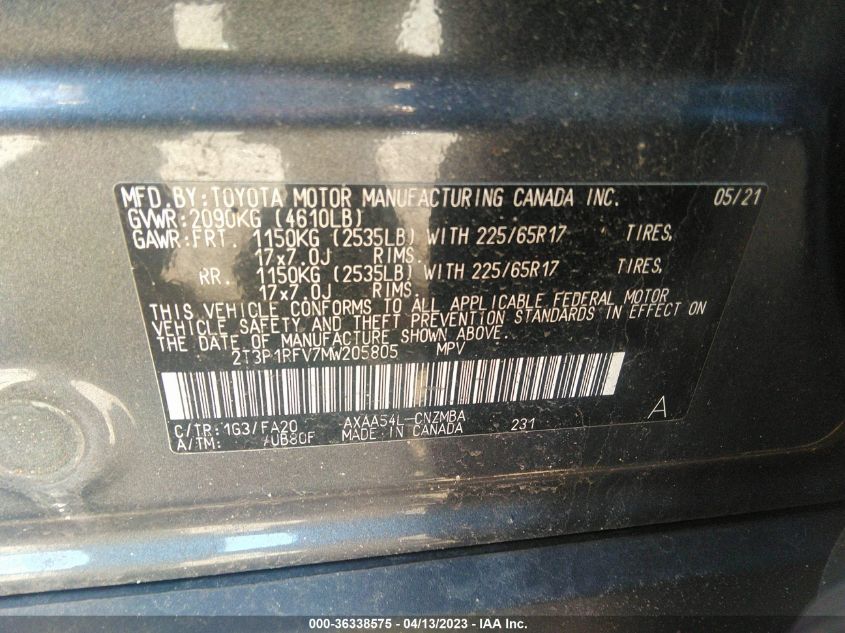 MFD.BY:TOYOTA MOTOR MANUFACTURING CANADA INC. 05/21
GVWR:2090KG (4610LB)
GAWR:FRT. 1150KG (2535LB) WITH 225/65R17 TIRES,
17x7.0J RIMS.
RR. 1150KG (2535LB) WITH 225/65R17 TIRES,
17x7.0J RIMS.
THIS VEHICLE CONFORMS TO ALL APPLICABLE FEDERAL MOTOR
VEHICLE SAFETY AND THEFT PREVENTION STANDARDS IN EFFECT ON
THE DATE OF MANUFACTURE SHOWN ABOVE.
2T3P1RFV7MW205805 MPV
C/TR:1G3/FA20 AXAA54L-CNZMBA 231 A
A/TM: /UB80F MADE:IN CANADA
000-36338575 - 04/13/2023 - IAA Inc.